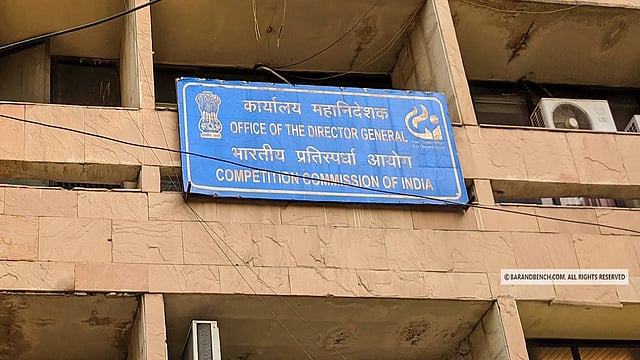 कार्यालय महानिदेशक
OFFICE OF THE DIRECTOR GENERAL
भारतीय प्रतिस्पर्धा आयोग
COMPETITION COMMISSION OF INDIA
LG
© BARANDBENCH.COM. ALL RIGHTS RESERVED